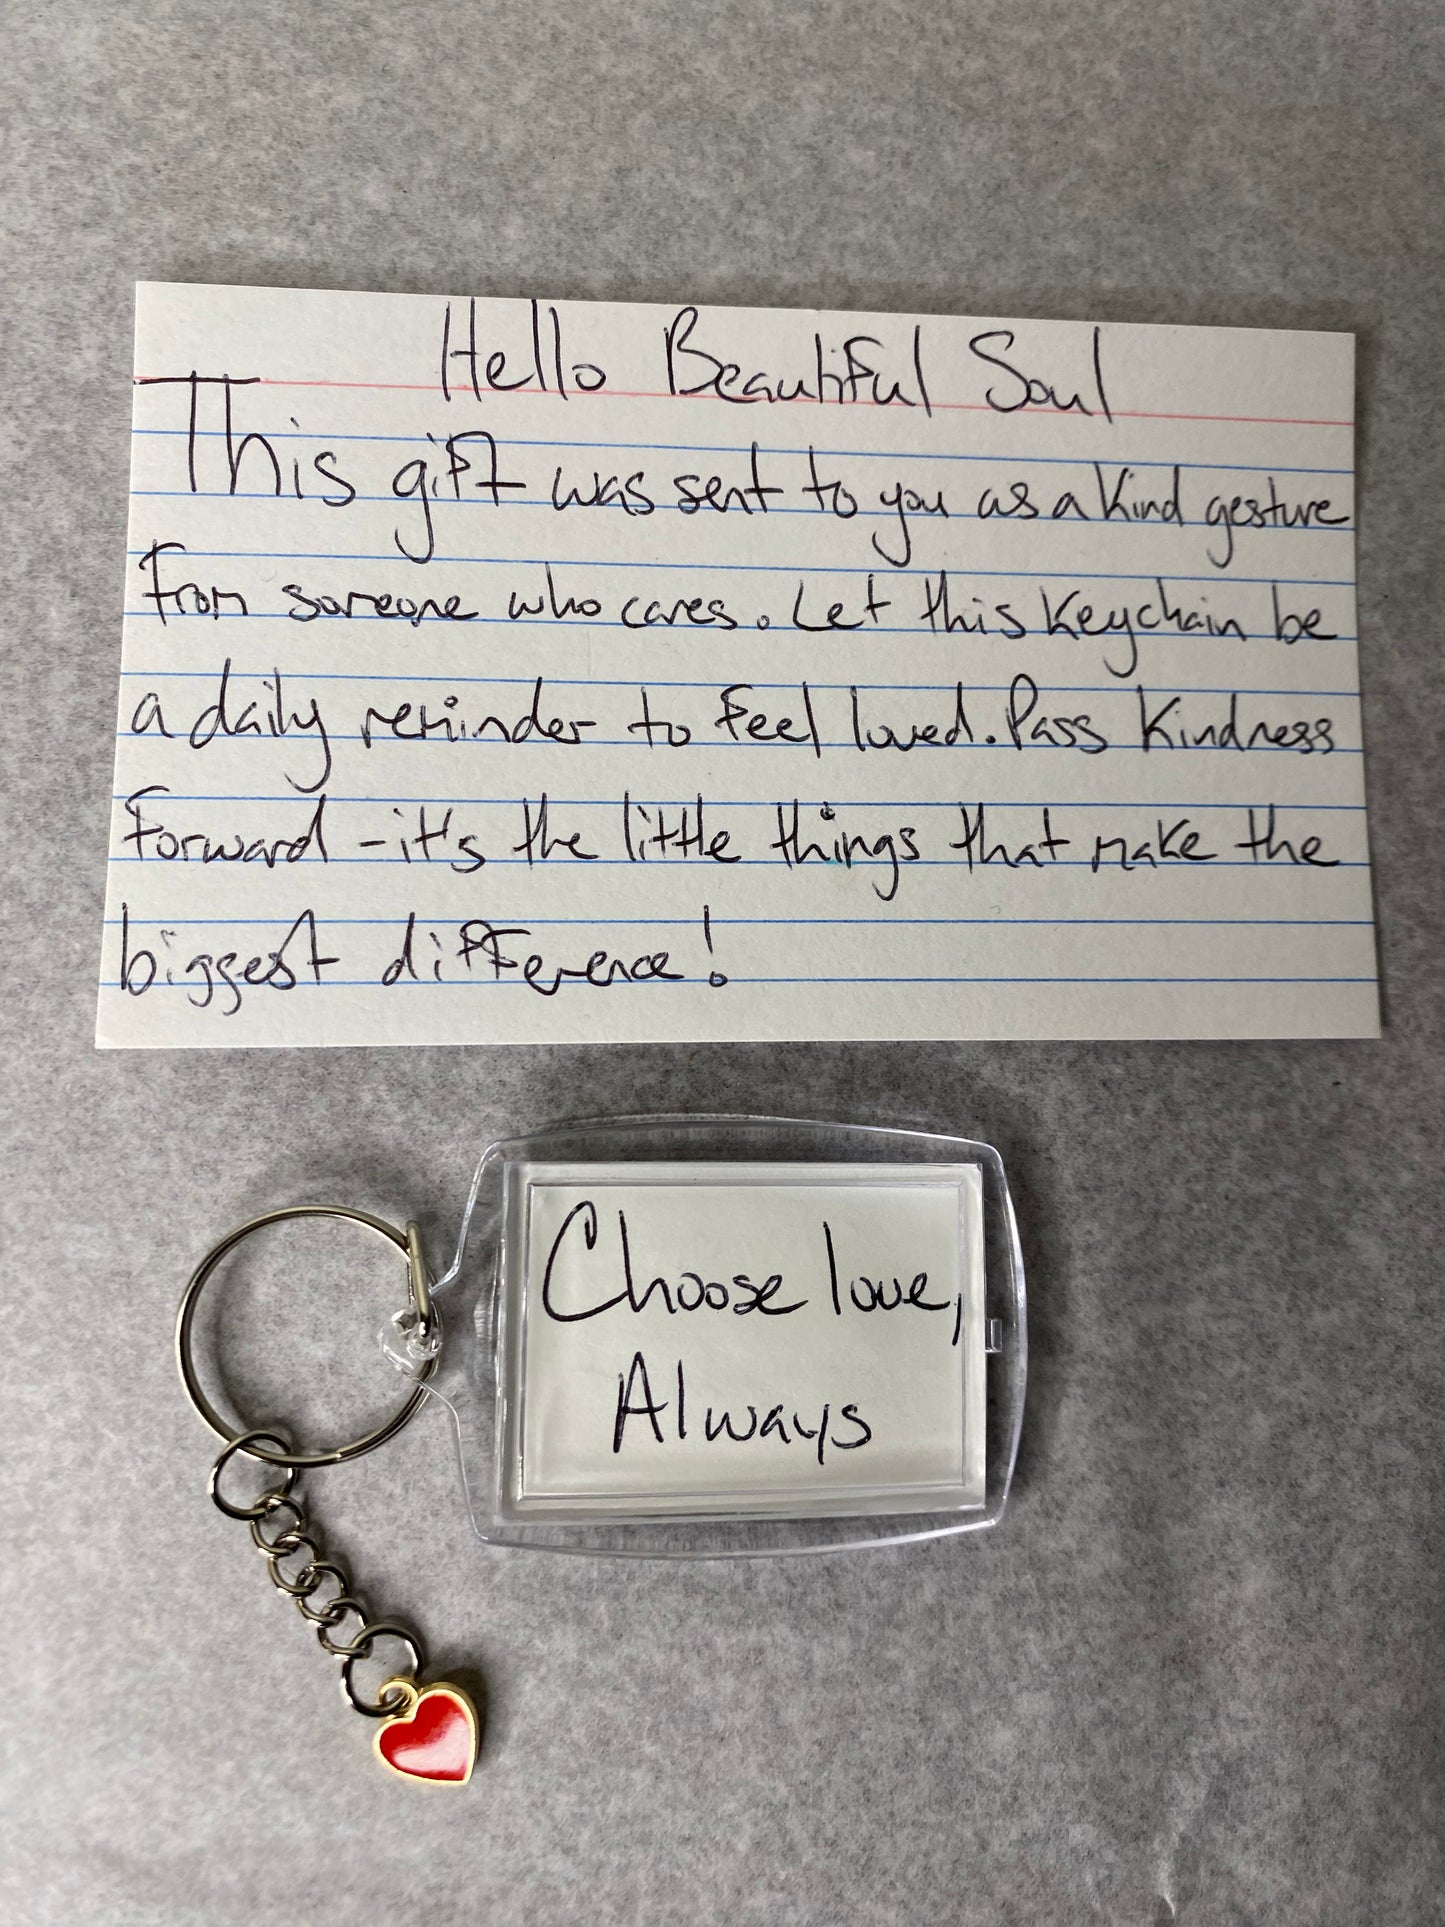 Hello Beautiful Soul
This gift was sent to you as a kind gesture
from someone who cares. Let this keychain be
a daily reminder to feel loved. Pass kindness
forward - it's the little things that make the
biggest difference!
Choose love,
Always